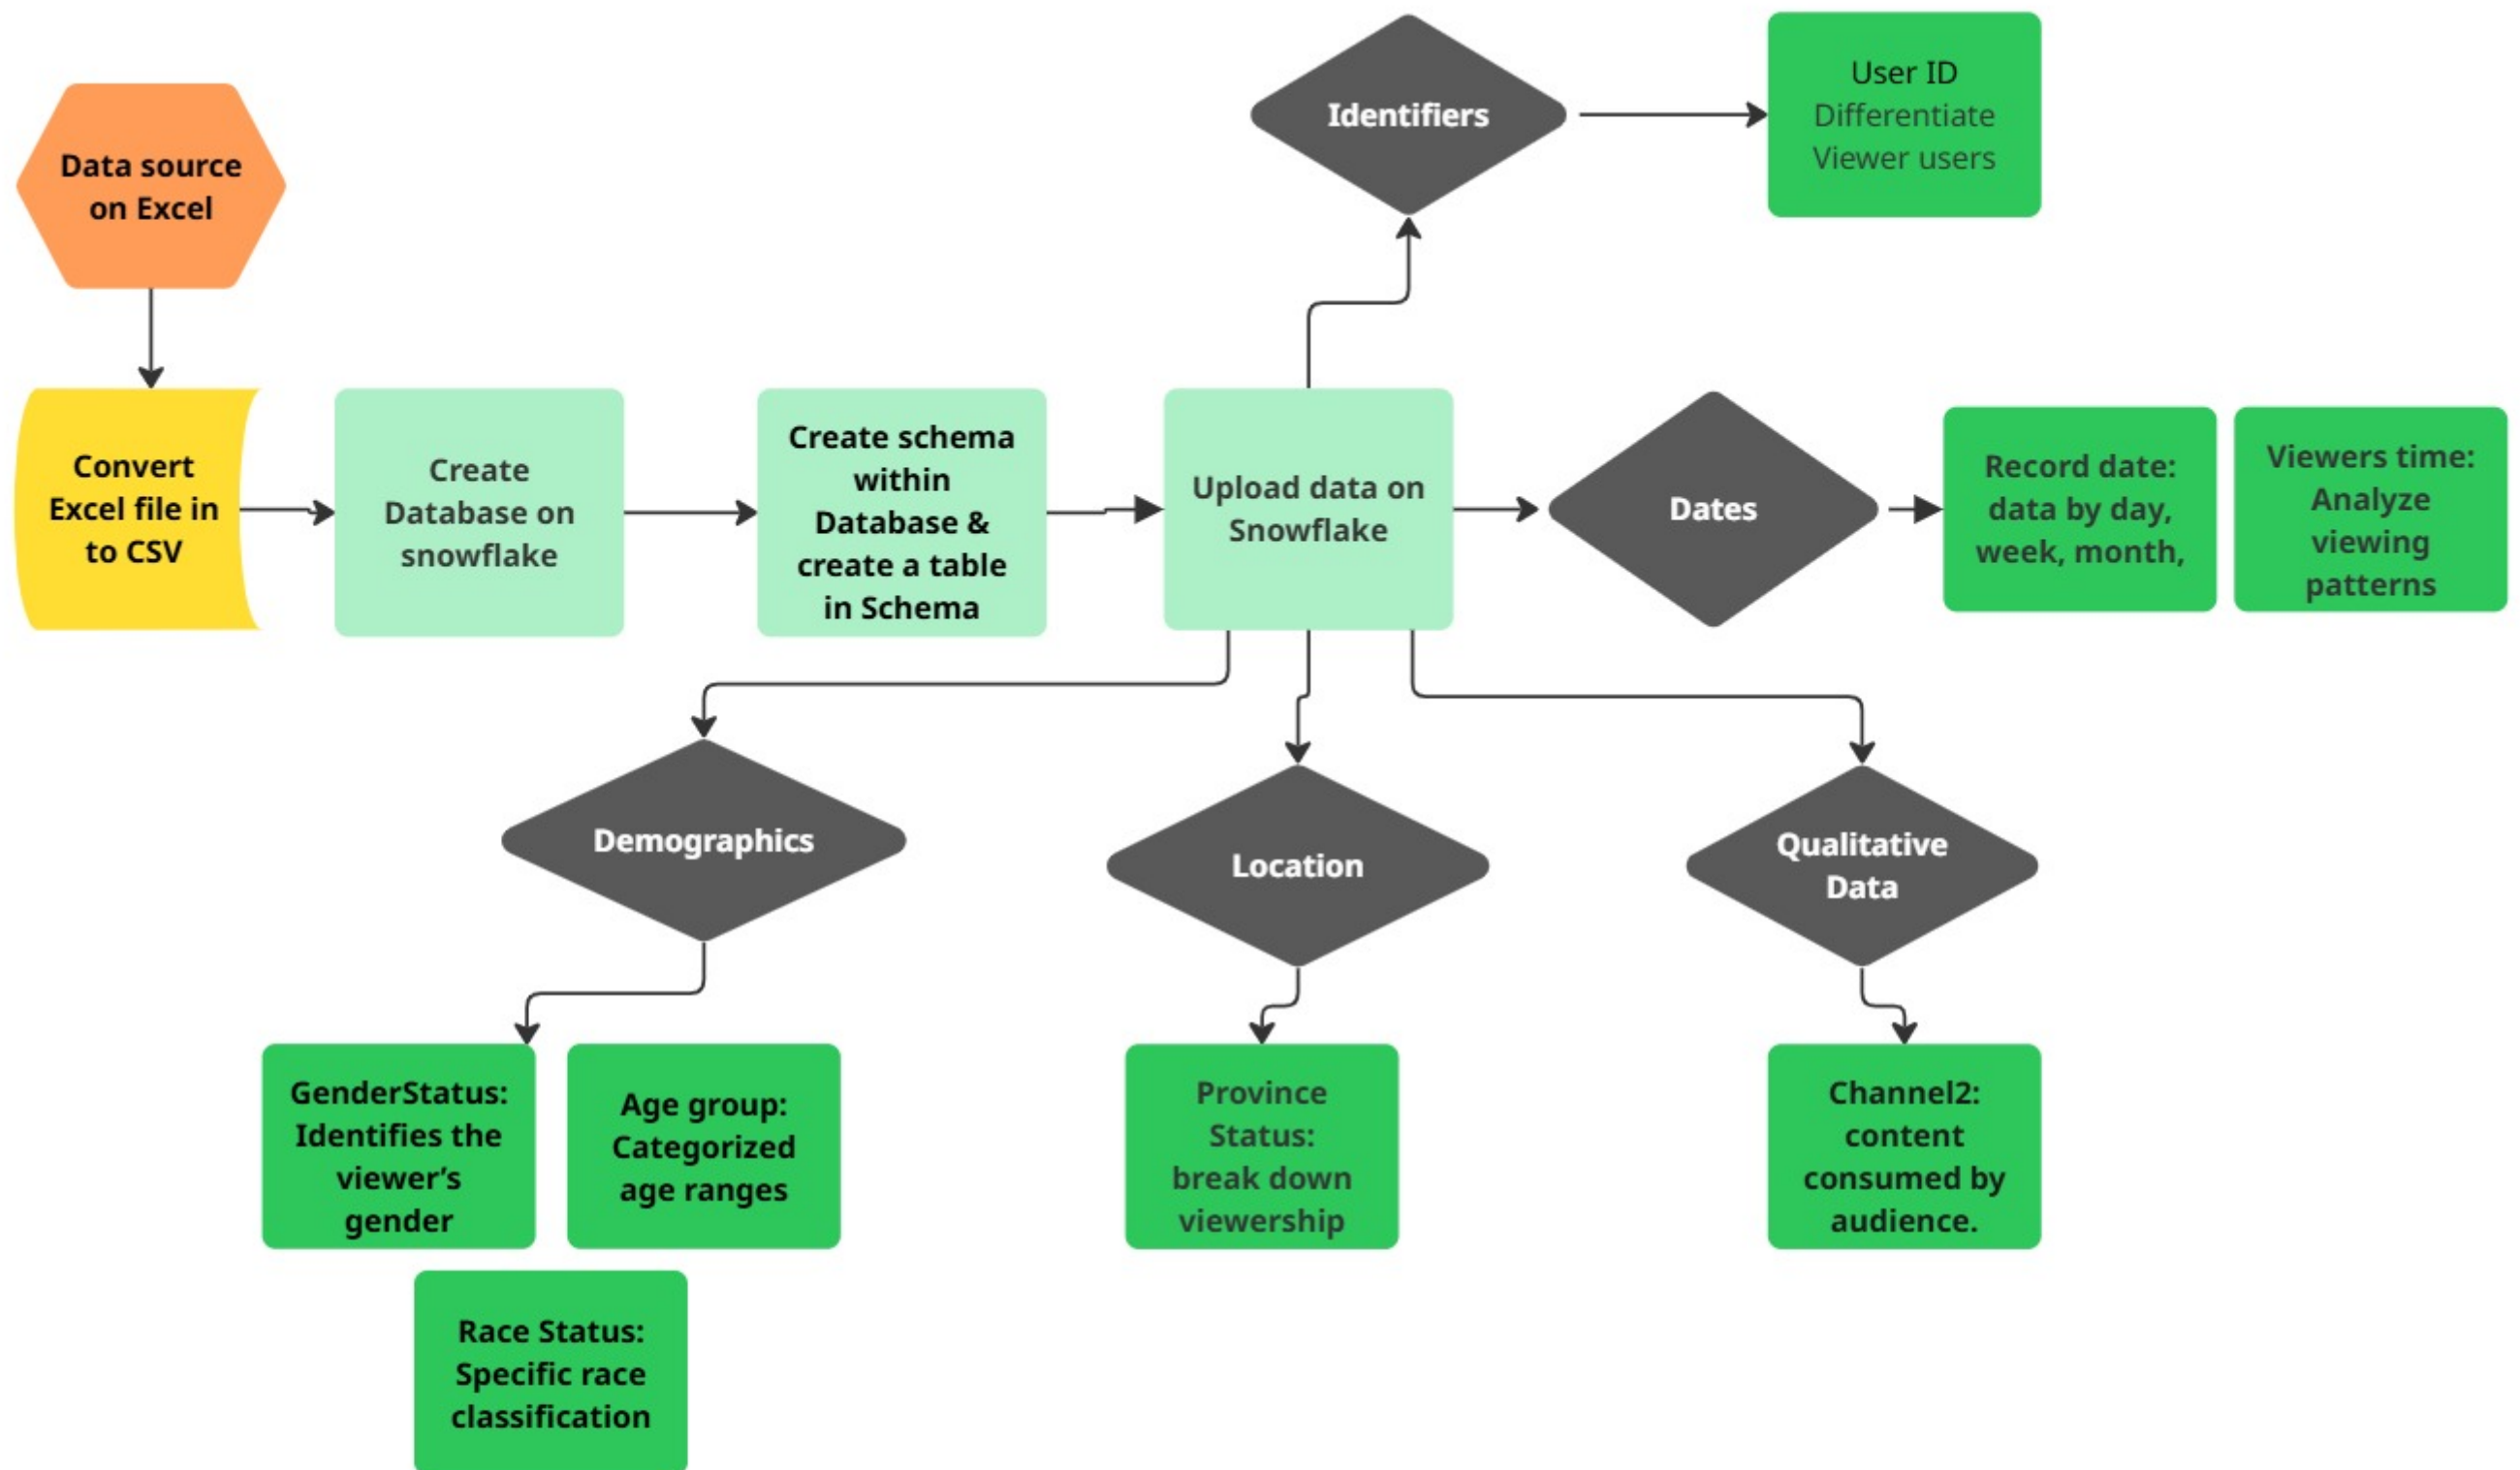 Data source
on Excel
Identifiers
User ID
Differentiate
Viewer users
Convert
Excel file in
to CSV
Create
Database on
snowflake
Create schema
within
Database &
create a table
in Schema
Upload data on
Snowflake
Dates
Record date:
data by day,
week, month,
Viewers time:
Analyze
viewing
patterns
Demographics
Location
Qualitative
Data
GenderStatus:
Identifies the
viewer’s
gender
Age group:
Categorized
age ranges
Race Status:
Specific race
classification
Province
Status:
break down
viewership
Channel2:
content
consumed by
audience.